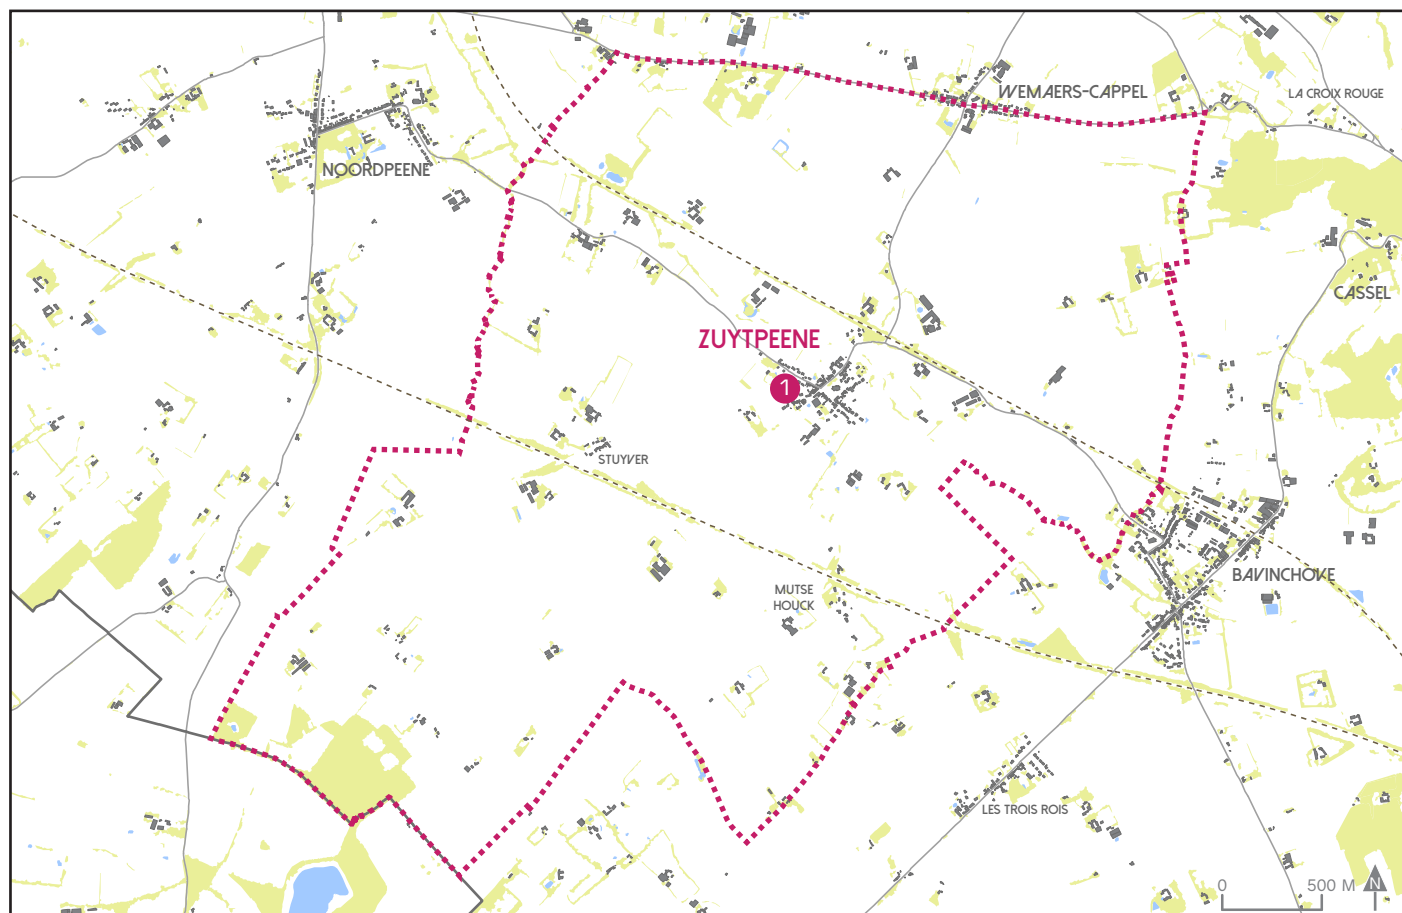 WEMAERS-CAPPEL
LA CROIX ROUGE
NOORDPEENE
CASSEL
ZUYTPEENE
1
STUYVER
BAVINCHOVE
MUTSE
HOUCK
LES TROIS ROIS
0 500 M N